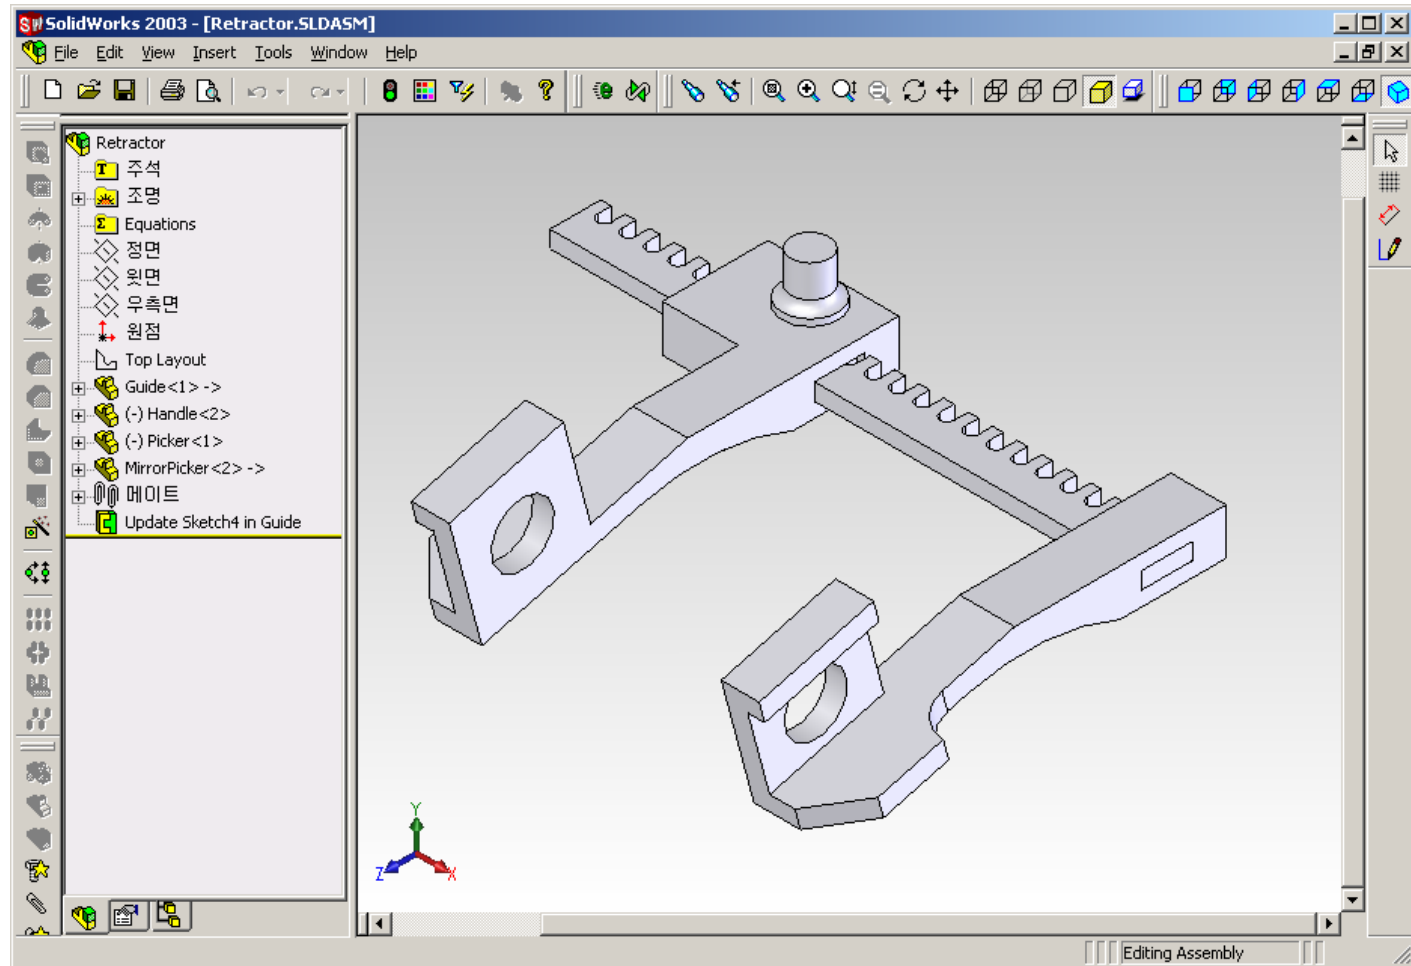 SolidWorks 2003 - [Retractor.SLDASM]
File Edit View Insert Tools Window Help
Retractor
주석
조명
Equations
정면
윗면
우측면
원점
Top Layout
Guide<1> ->
(-) Handle<2>
(-) Picker<1>
MirrorPicker<2> ->
메이트
Update Sketch4 in Guide
Y
Z
X
Editing Assembly